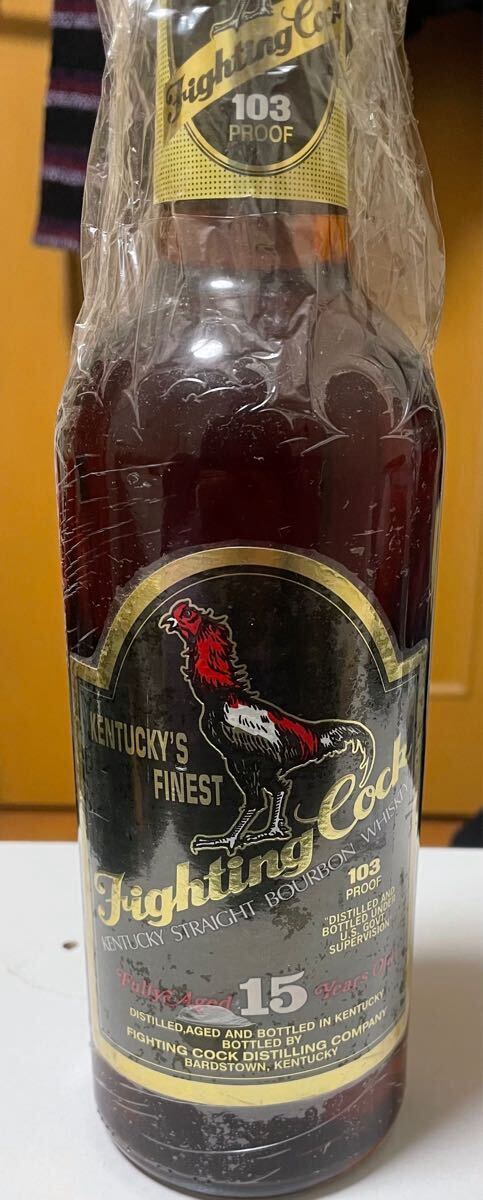 Fighting Cock
103
PROOF
KENTUCKY'S
FINEST
Fighting Cock
KENTUCKY STRAIGHT BOURBON WHISKEY
103
PROOF
"DISTILLED AND
BOTTLED UNDER
U.S. GOVT.
SUPERVISION"
Fully Aged 15 Years Old
DISTILLED,AGED AND BOTTLED IN KENTUCKY
BOTTLED BY
FIGHTING COCK DISTILLING COMPANY
BARDSTOWN, KENTUCKY